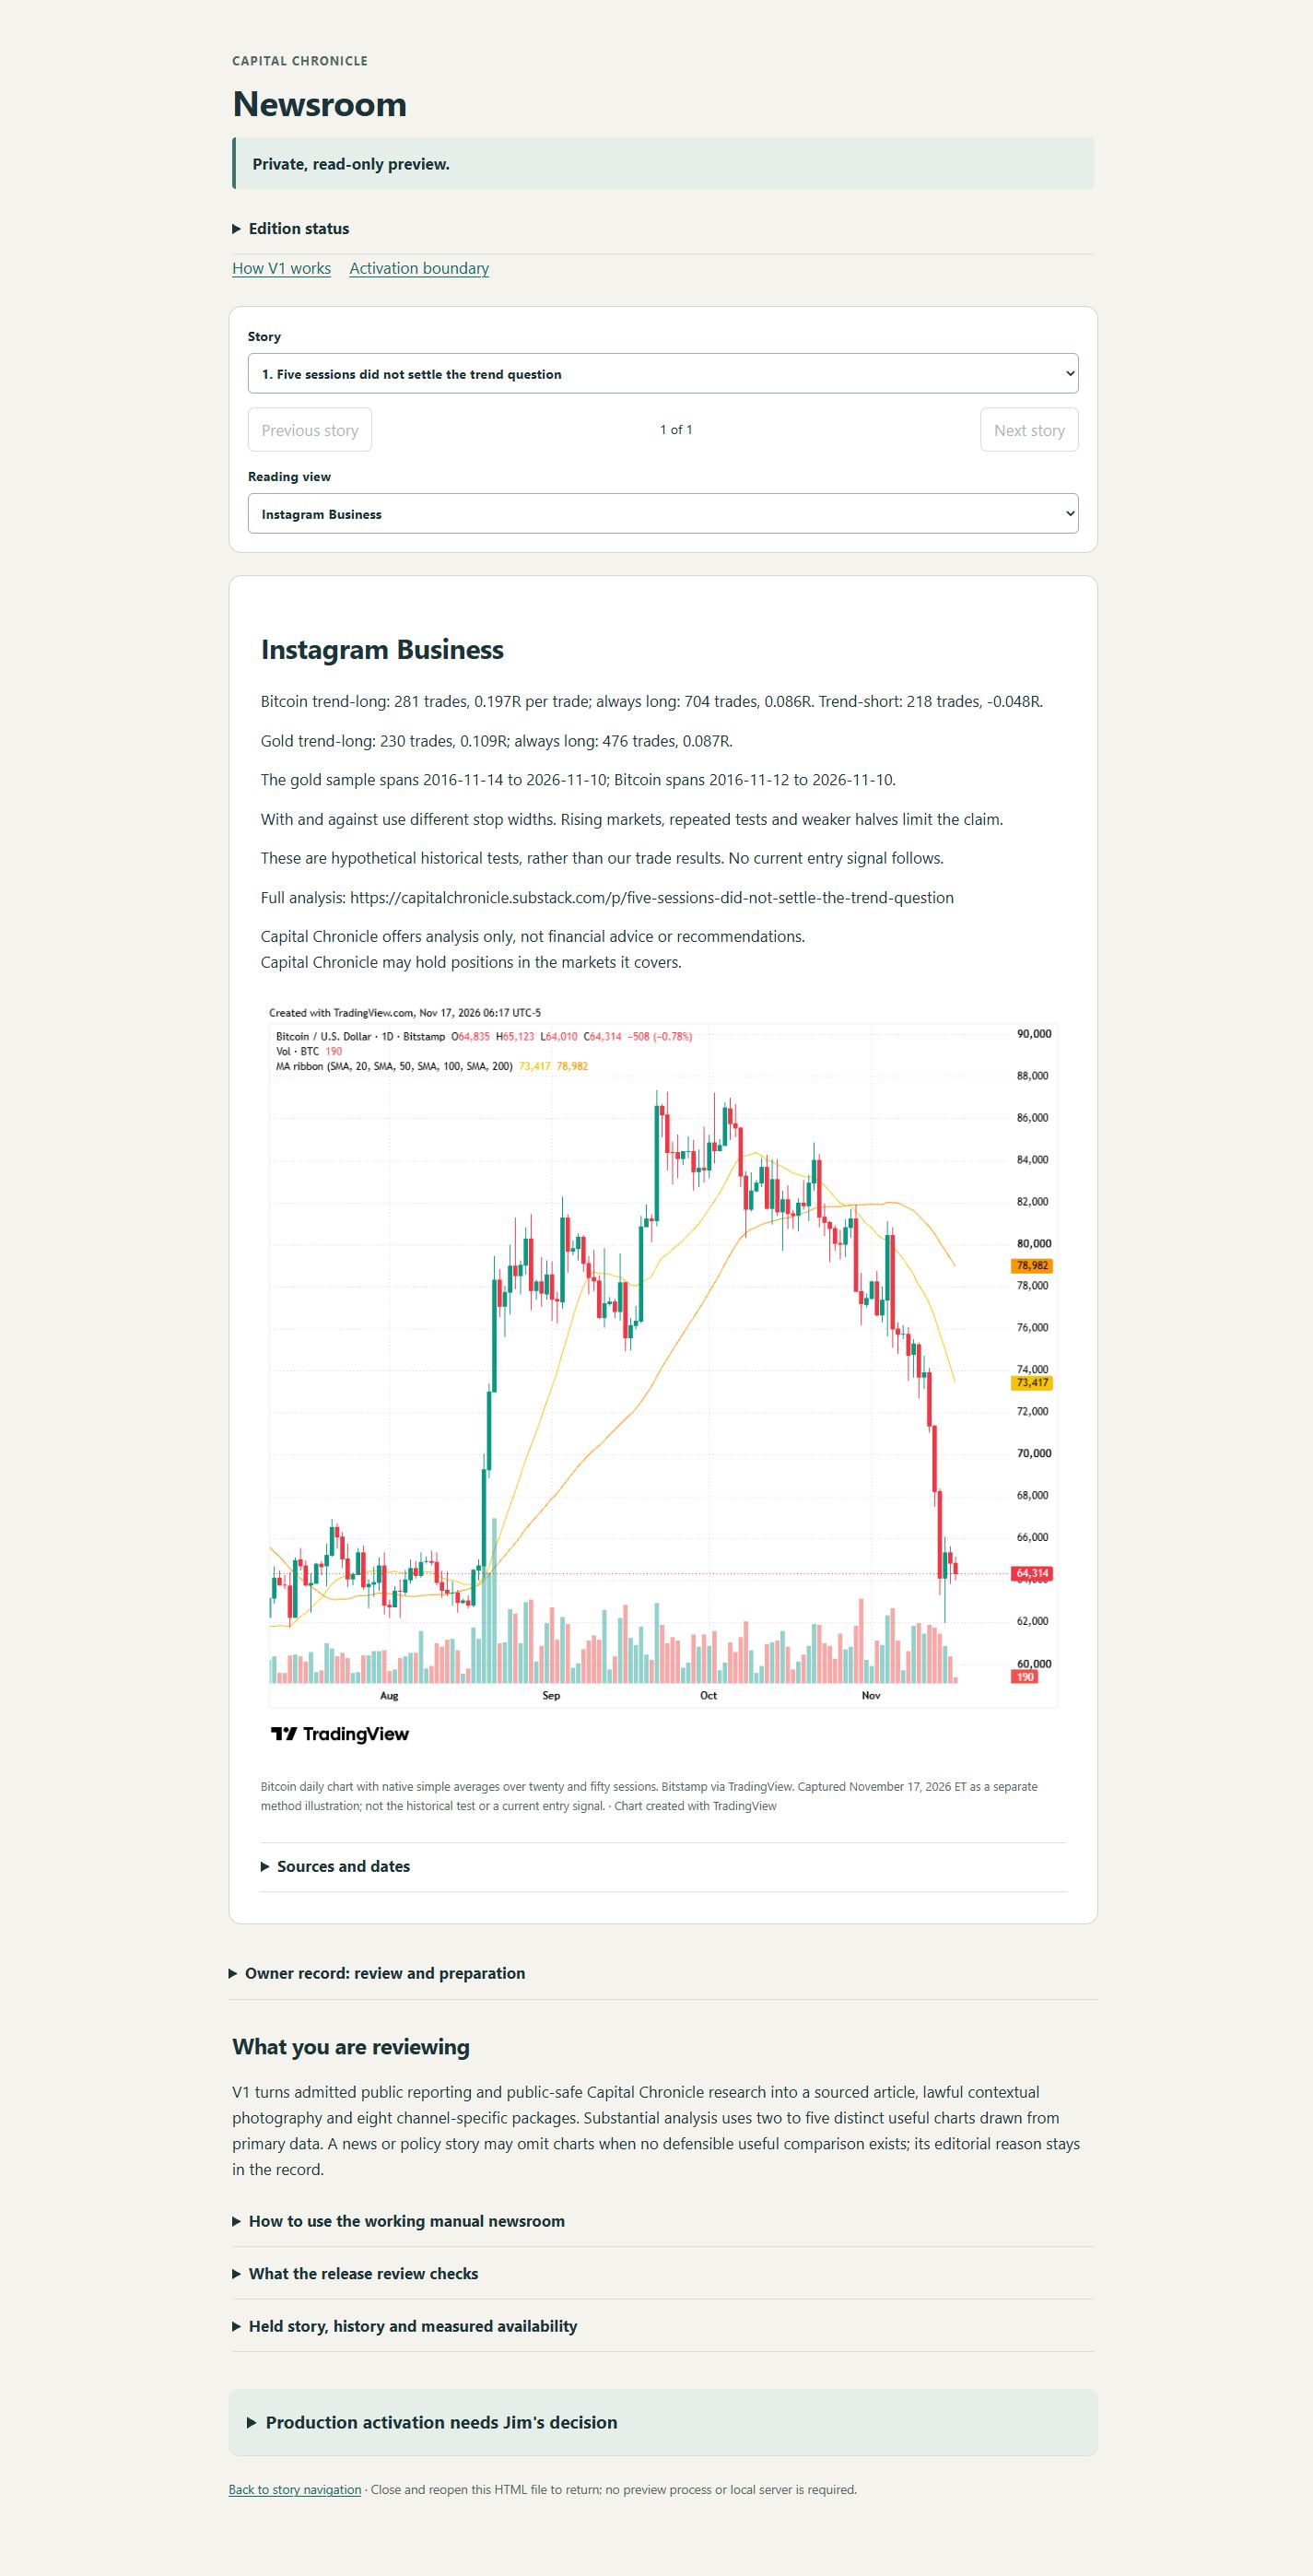 CAPITAL CHRONICLE
Newsroom
Private, read-only preview.
Edition status
How V1 works Activation boundary
Story
1. Five sessions did not settle the trend question
Previous story 1 of 1 Next story
Reading view
Instagram Business
Instagram Business
Bitcoin trend-long: 281 trades, 0.197R per trade; always long: 704 trades, 0.086R. Trend-short: 218 trades, -0.048R.
Gold trend-long: 230 trades, 0.109R; always long: 476 trades, 0.087R.
The gold sample spans 2016-11-14 to 2026-11-10; Bitcoin spans 2016-11-12 to 2026-11-10.
With and against use different stop widths. Rising markets, repeated tests and weaker halves limit the claim.
These are hypothetical historical tests, rather than our trade results. No current entry signal follows.
Full analysis: https://capitalchronicle.substack.com/p/five-sessions-did-not-settle-the-trend-question
Capital Chronicle offers analysis only, not financial advice or recommendations.
Capital Chronicle may hold positions in the markets it covers.
Created with TradingView.com, Nov 17, 2026 06:17 UTC-5
Bitcoin / U.S. Dollar · 1D · Bitstamp O64,835 H65,123 L64,010 C64,314 −508 (−0.78%)
Vol · BTC 190
MA ribbon (SMA, 20, SMA, 50, SMA, 100, SMA, 200) 73,417 78,982
90,000
88,000
86,000
84,000
82,000
80,000
78,982
78,000
76,000
74,000
73,417
72,000
70,000
68,000
66,000
64,314
62,000
60,000
190
Aug Sep Oct Nov
TradingView
Bitcoin daily chart with native simple averages over twenty and fifty sessions. Bitstamp via TradingView. Captured November 17, 2026 ET as a separate
method illustration; not the historical test or a current entry signal. · Chart created with TradingView
Sources and dates
Owner record: review and preparation
What you are reviewing
V1 turns admitted public reporting and public-safe Capital Chronicle research into a sourced article, lawful contextual
photography and eight channel-specific packages. Substantial analysis uses two to five distinct useful charts drawn from
primary data. A news or policy story may omit charts when no defensible useful comparison exists; its editorial reason stays
in the record.
How to use the working manual newsroom
What the release review checks
Held story, history and measured availability
Production activation needs Jim's decision
Back to story navigation · Close and reopen this HTML file to return; no preview process or local server is required.